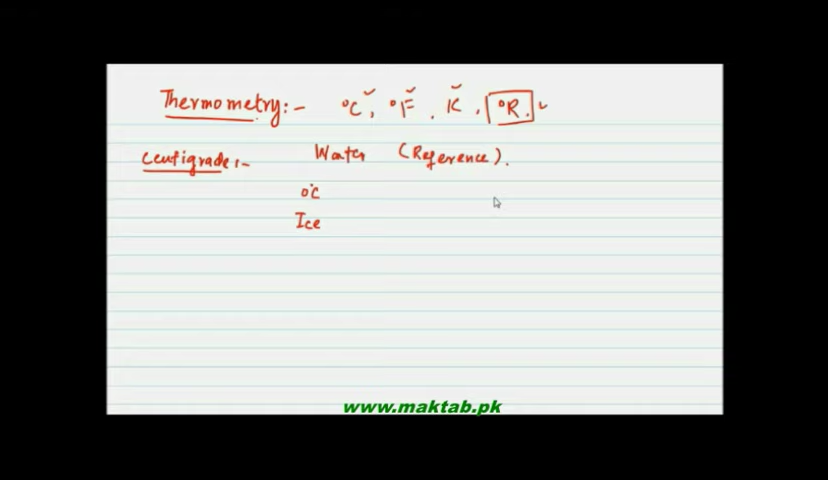 Thermometry:- °C, °F, K, °R.
Centigrade:- Water (Reference).
0°C
Ice
www.maktab.pk